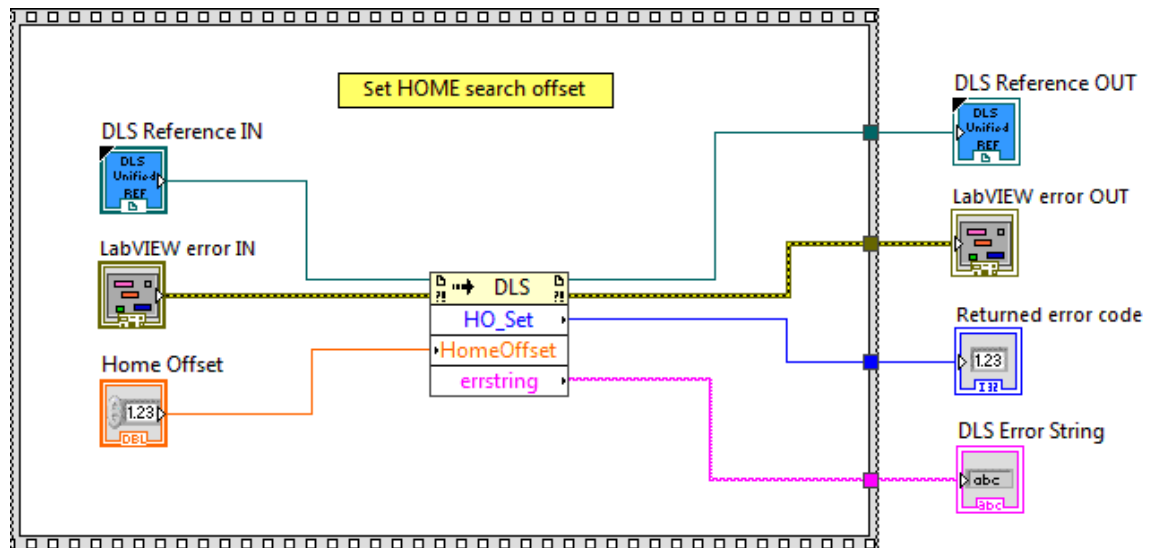 Set HOME search offset
DLS Reference OUT
DLS
Unified
REF
DLS Reference IN
DLS
Unified
REF
LabVIEW error OUT
LabVIEW error IN
DLS
HO_Set
HomeOffset
errstring
Returned error code
1.23
I32
Home Offset
1.23
DBL
DLS Error String
abc
abc